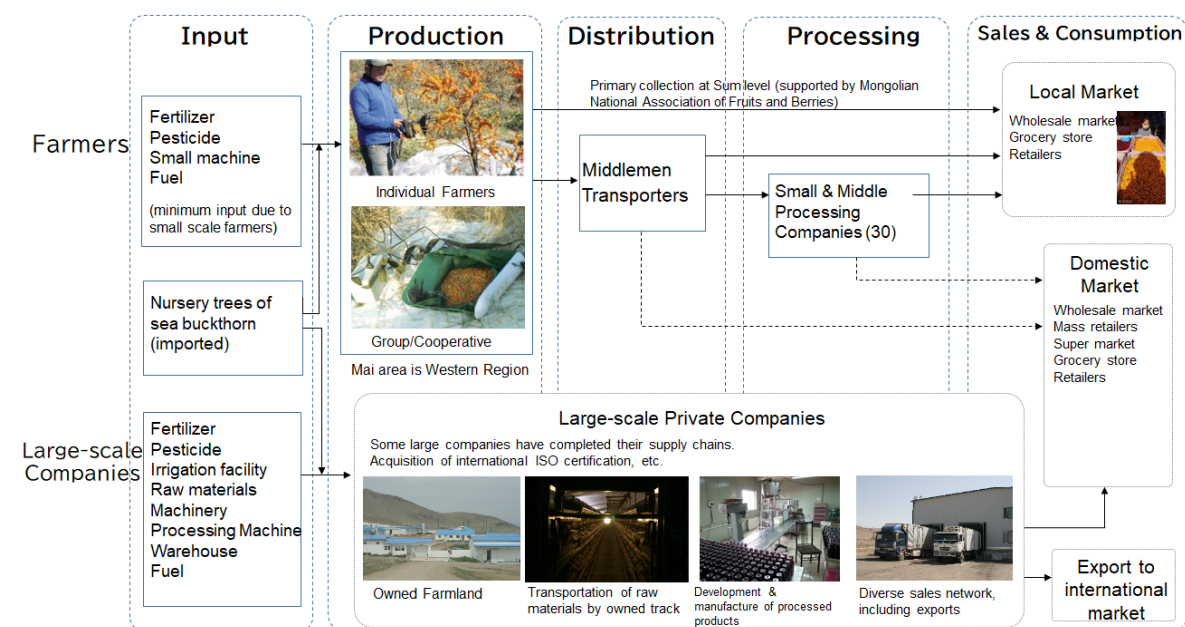 Input
Production
Distribution
Processing
Sales & Consumption
Farmers
Fertilizer
Pesticide
Small machine
Fuel
(minimum input due to
small scale farmers)
Nursery trees of
sea buckthorn
(imported)
Large-scale
Companies
Fertilizer
Pesticide
Irrigation facility
Raw materials
Machinery
Processing Machine
Warehouse
Fuel
Individual Farmers
Group/Cooperative
Mai area is Western Region
Primary collection at Sum level (supported by Mongolian
National Association of Fruits and Berries)
Middlemen
Transporters
Small & Middle
Processing
Companies (30)
Local Market
Wholesale market
Grocery store
Retailers
Domestic
Market
Wholesale market
Mass retailers
Super market
Grocery store
Retailers
Large-scale Private Companies
Some large companies have completed their supply chains.
Acquisition of international ISO certification, etc.
Owned Farmland
Transportation of raw
materials by owned track
Development &
manufacture of processed
products
Diverse sales network,
including exports
Export to
international
market